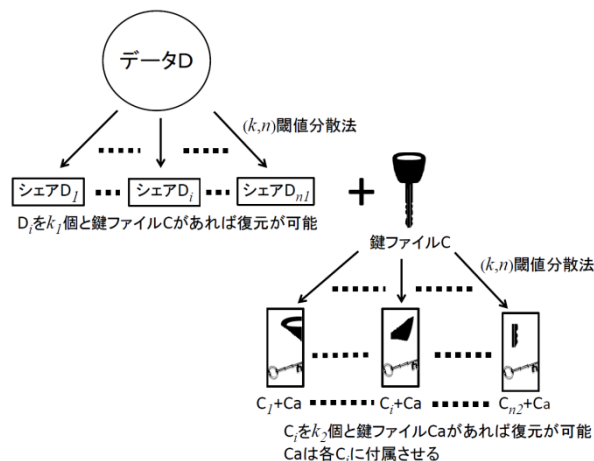 データD
(k,n)閾値分散法
シェアD1 シェアDi シェアDn1
+
Diをk1個と鍵ファイルCがあれば復元が可能
鍵ファイルC
(k,n)閾値分散法
C1+Ca Ci+Ca Cn2+Ca
Ciをk2個と鍵ファイルCaがあれば復元が可能
Caは各Ciに付属させる